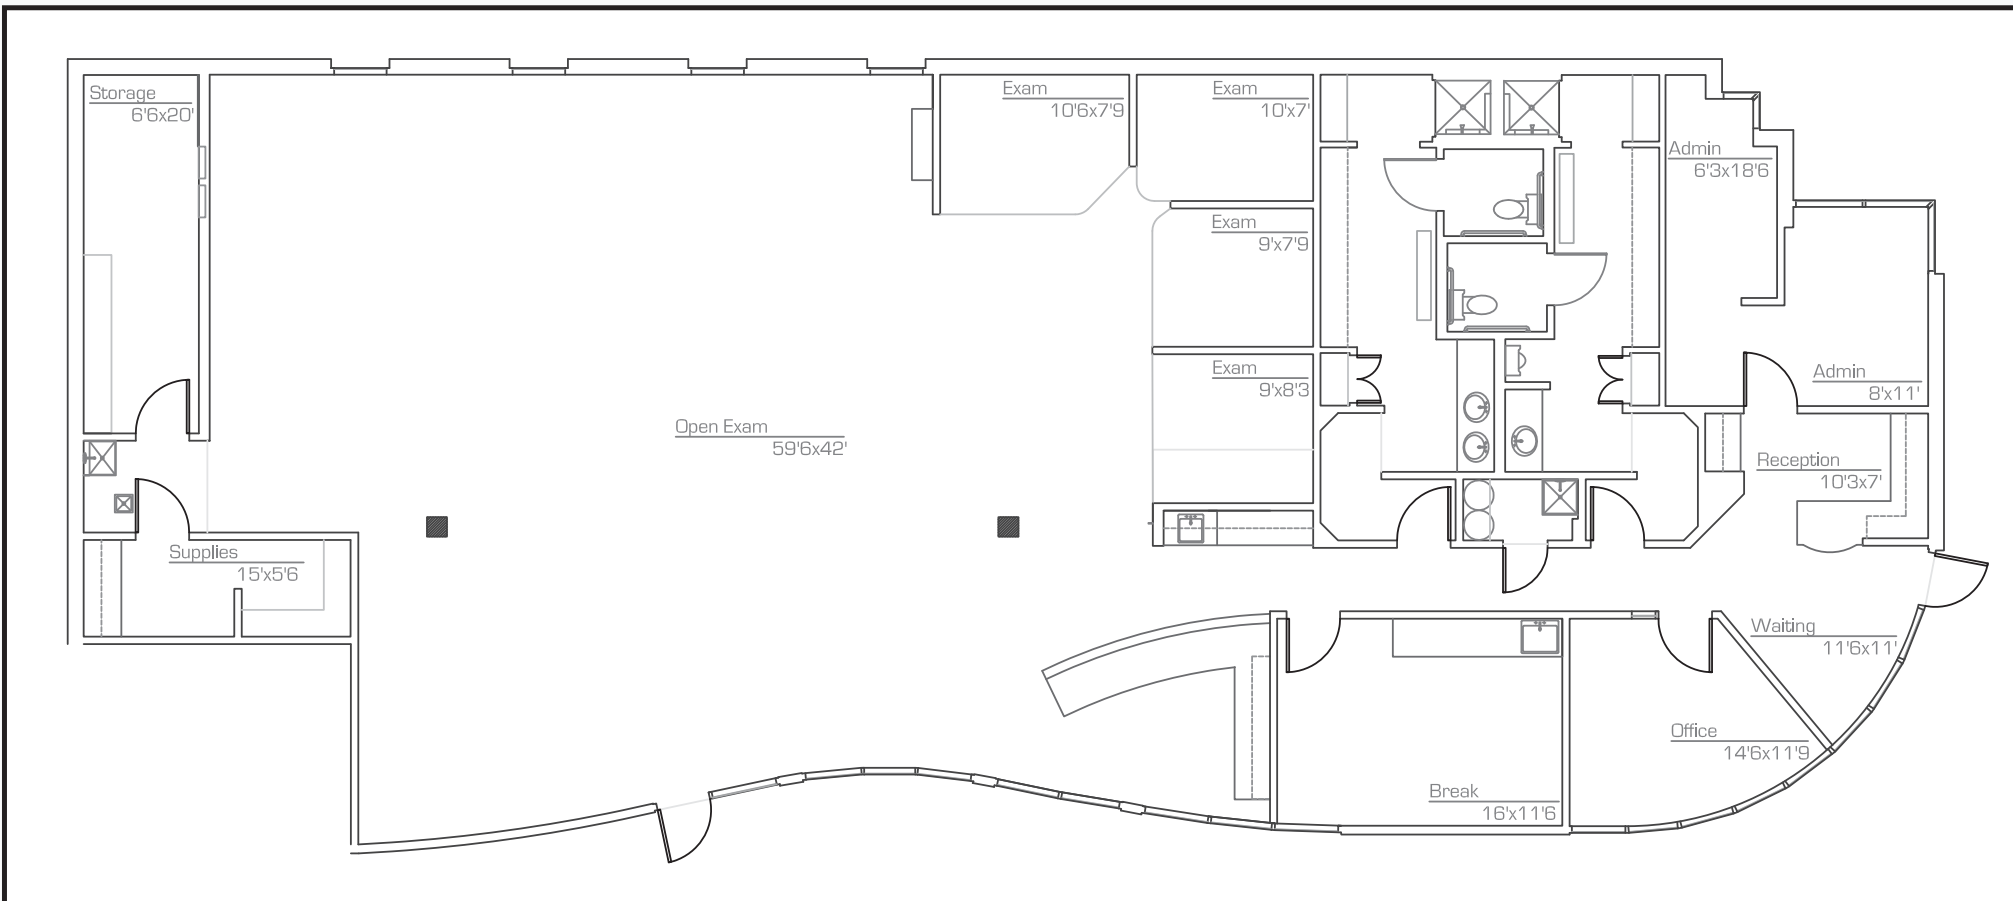 Storage
6'6x20'
Exam
10'6x7'9
Exam
10'x7'
Admin
6'3x18'6
Exam
9'x7'9
Exam
9'x8'3
Admin
8'x11'
Open Exam
59'6x42'
Reception
10'3x7'
Supplies
15'x5'6
Waiting
11'6x11'
Office
14'6x11'9
Break
16'x11'6